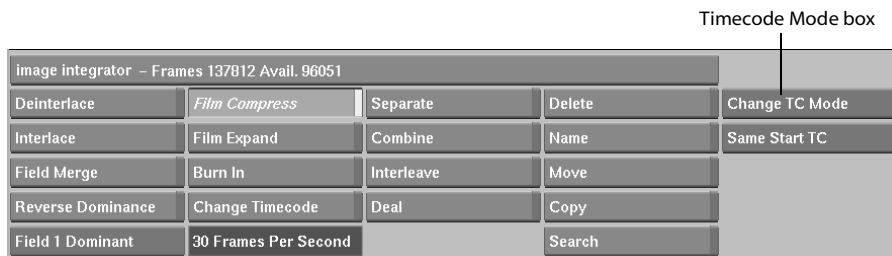 Timecode Mode box
image integrator – Frames 137812 Avail. 96051
Deinterlace Film Compress Separate Delete Change TC Mode
Interlace Film Expand Combine Name Same Start TC
Field Merge Burn In Interleave Move
Reverse Dominance Change Timecode Deal Copy
Field 1 Dominant 30 Frames Per Second Search